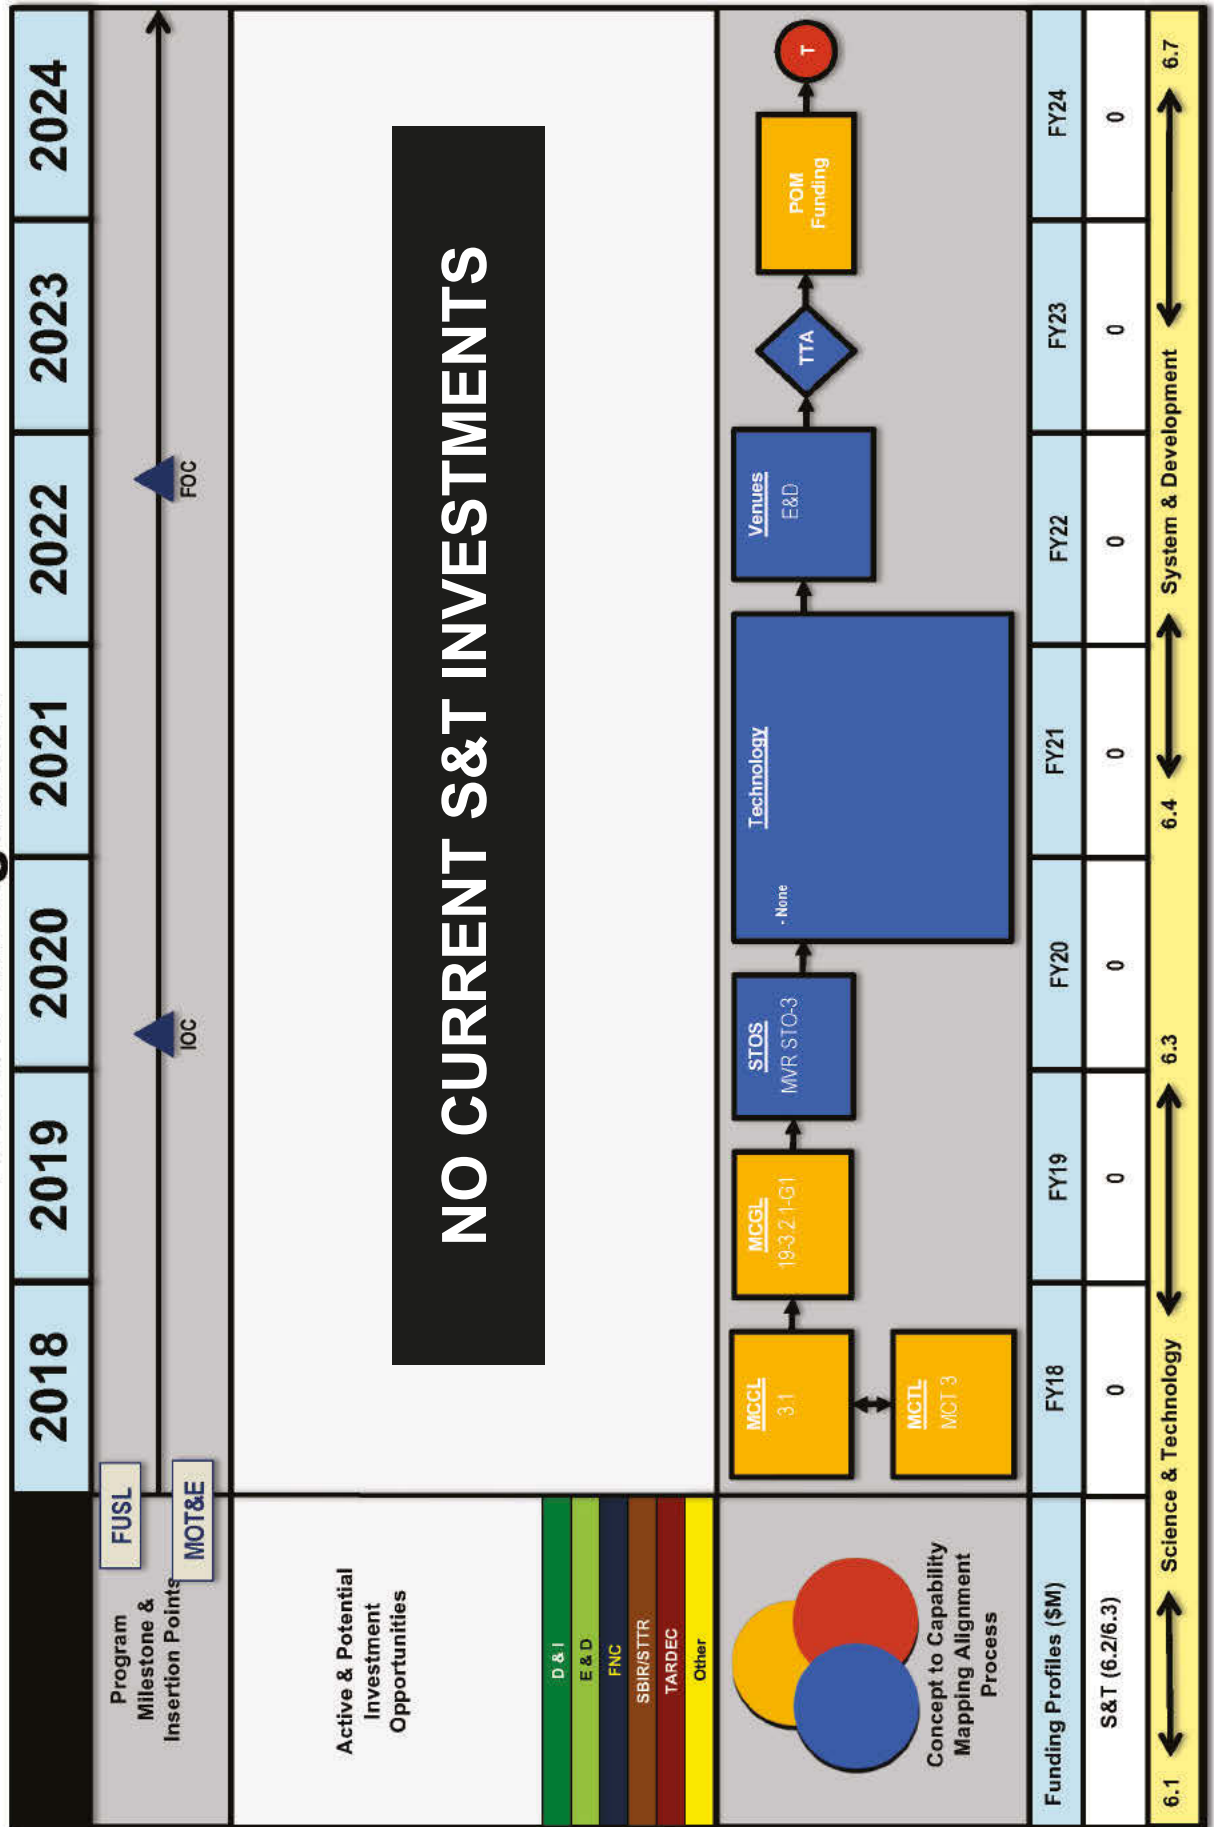 2018 2019 2020 2021 2022 2023 2024
Program
Milestone &
Insertion Points
FUSL
MOT&E
IOC
FOC
Active & Potential
Investment
Opportunities
D & I
E & D
FNC
SBIR/STTR
TARDEC
Other
NO CURRENT S&T INVESTMENTS
Concept to Capability
Mapping Alignment
Process
MCCL
3.1
MCTL
MCT 3
MCGL
19-3.2.1-G1
STOS
MVR STO-3
Technology
- None
Venues
E&D
TTA
POM
Funding
T
Funding Profiles ($M) FY18 FY19 FY20 FY21 FY22 FY23 FY24
S&T (6.2/6.3) 0 0 0 0 0 0 0
6.1 Science & Technology 6.3 6.4 System & Development 6.7